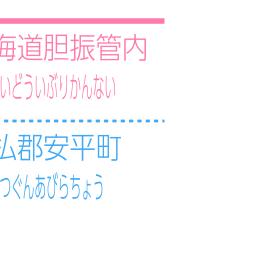 海道胆振管内
いどういぶりかんない
払郡安平町
つぐんあびらちょう